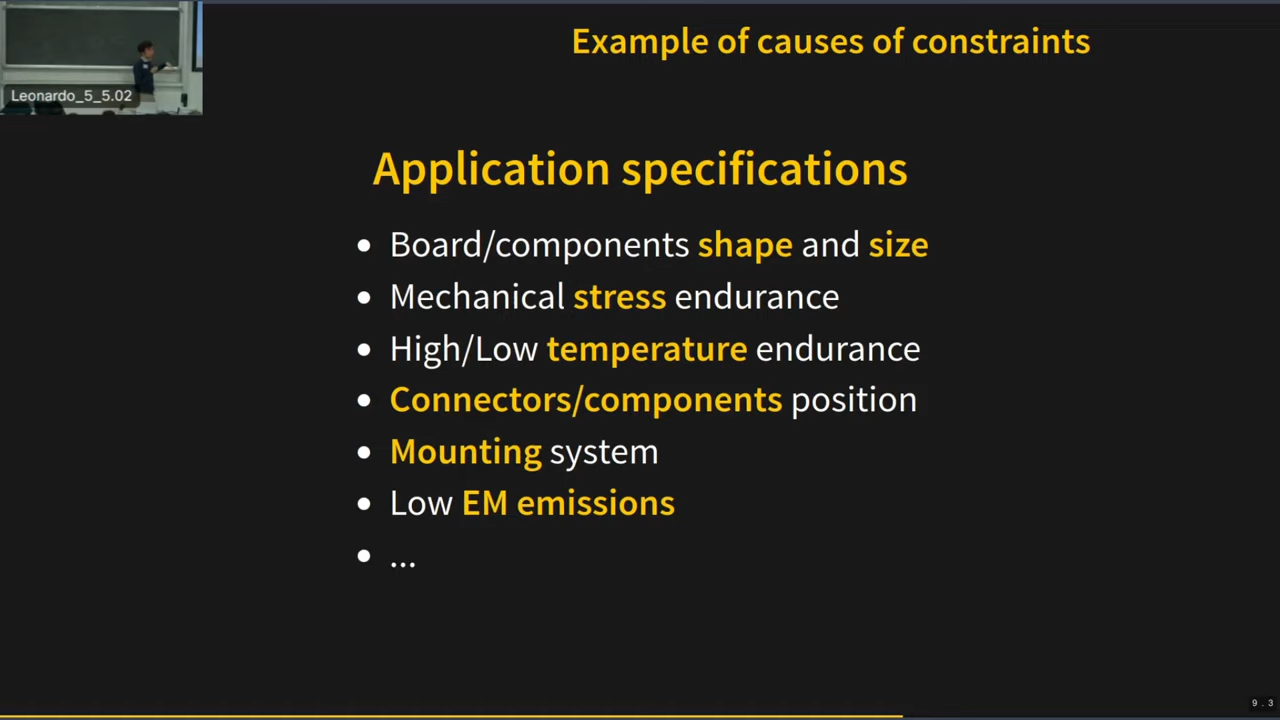 Leonardo_5_5.02
Example of causes of constraints
Application specifications
• Board/components shape and size
• Mechanical stress endurance
• High/Low temperature endurance
• Connectors/components position
• Mounting system
• Low EM emissions
• ...
9.3